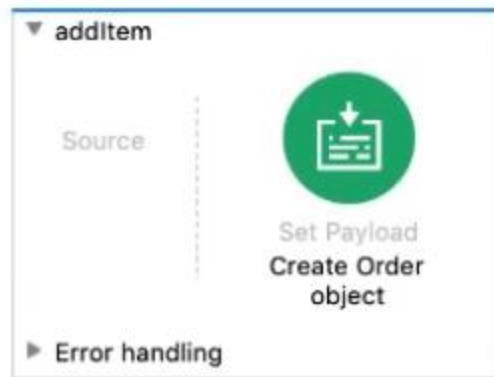 addItem
Source
Set Payload
Create Order
object
Error handling